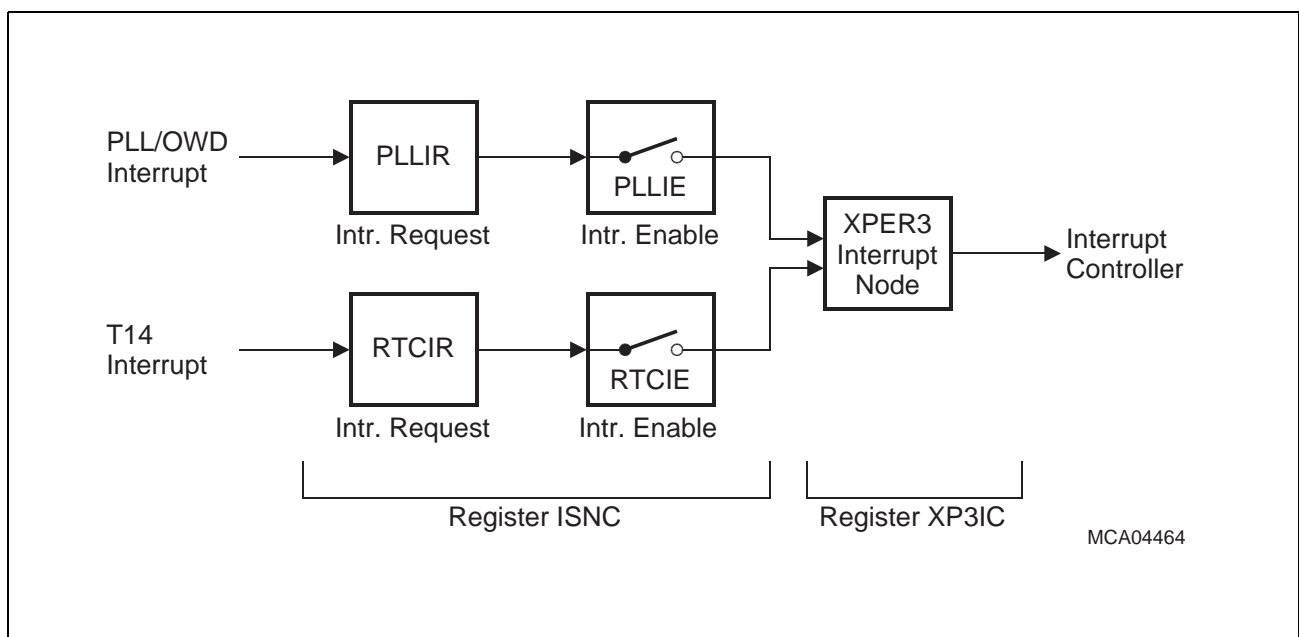 PLL/OWD
Interrupt
PLLIR
Intr. Request
PLLIE
Intr. Enable
T14
Interrupt
RTCIR
Intr. Request
RTCIE
Intr. Enable
XPER3
Interrupt
Node
Interrupt
Controller
Register ISNC
Register XP3IC
MCA04464